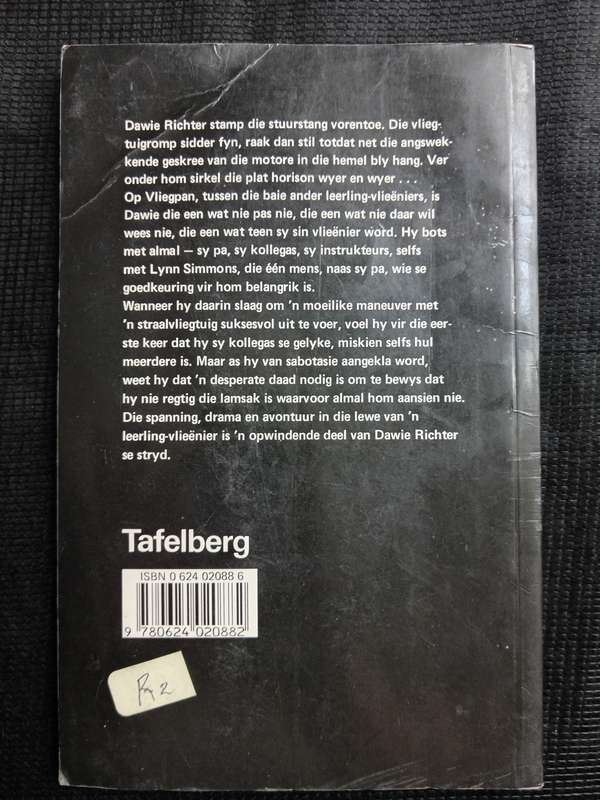 Dawie Richter stamp die stuurstang vorentoe. Die vlieg-
tuigromp sidder fyn, raak dan stil totdat net die angswek-
kende geskree van die motore in die hemel bly hang. Ver
onder hom sirkel die plat horison wyer en wyer . . .
Op Vliegpan, tussen die baie ander leerling-vlieëniers, is
Dawie die een wat nie pas nie, die een wat nie daar wil
wees nie, die een wat teen sy sin vlieënier word. Hy bots
met almal – sy pa, sy kollegas, sy instrukteurs, selfs
met Lynn Simmons, die één mens, naas sy pa, wie se
goedkeuring vir hom belangrik is.
Wanneer hy daarin slaag om 'n moeilike maneuver met
'n straalvliegtuig suksesvol uit te voer, voel hy vir die eer-
ste keer dat hy sy kollegas se gelyke, miskien selfs hul
meerdere is. Maar as hy van sabotasie aangekla word,
weet hy dat 'n desperate daad nodig is om te bewys dat
hy nie regtig die lamsak is waarvoor almal hom aansien nie.
Die spanning, drama en avontuur in die lewe van 'n
leerling-vlieënier is 'n opwindende deel van Dawie Richter
se stryd.
Tafelberg
ISBN 0 624 02088 6
9 780624 020882
R 2